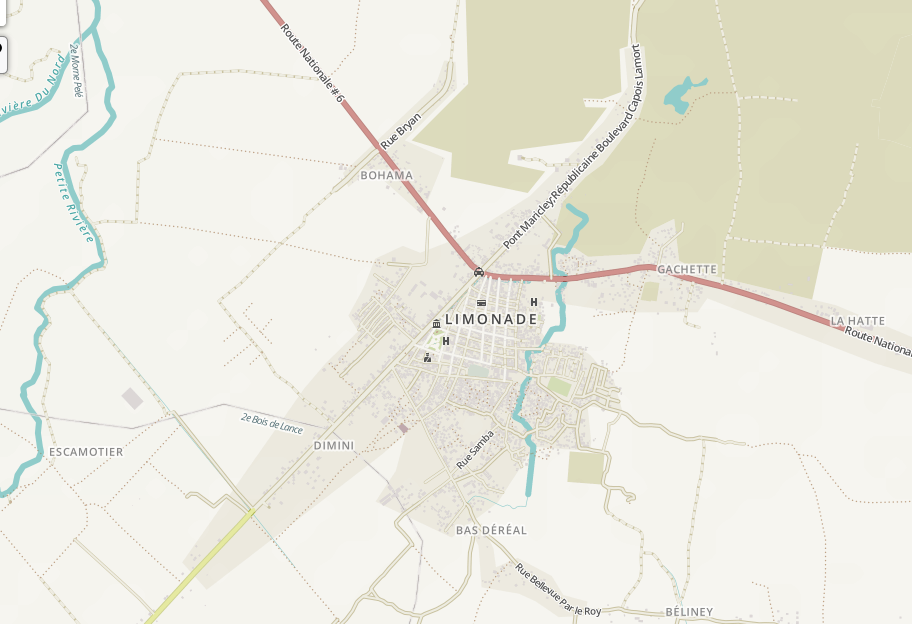 Route Nationale # 6
2e Morne Pelé
vière Du Nord
Petite Rivière
Rue Bryan
BOHAMA
Pont Maricley,Républicaine Boulevard Capois Lamort
GACHETTE
LA HATTE
Route National
H
LIMONADE
H
2e Bois de Lance
ESCAMOTIER
DIMINI
Rue Samba
BAS DÉRÉAL
Rue Bellevue Par le Roy
BÉLINEY